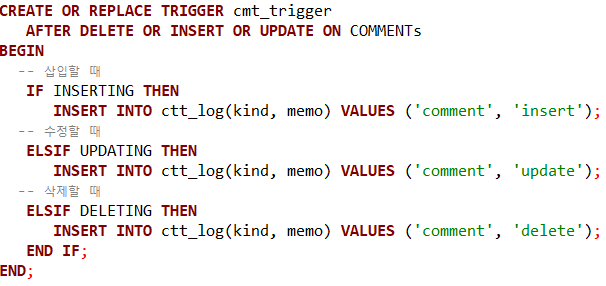 CREATE OR REPLACE TRIGGER cmt_trigger
AFTER DELETE OR INSERT OR UPDATE ON COMMENTs
BEGIN
-- 삽입할 때
IF INSERTING THEN
INSERT INTO ctt_log(kind, memo) VALUES ('comment', 'insert');
-- 수정할 때
ELSIF UPDATING THEN
INSERT INTO ctt_log(kind, memo) VALUES ('comment', 'update');
-- 삭제할 때
ELSIF DELETING THEN
INSERT INTO ctt_log(kind, memo) VALUES ('comment', 'delete');
END IF;
END;